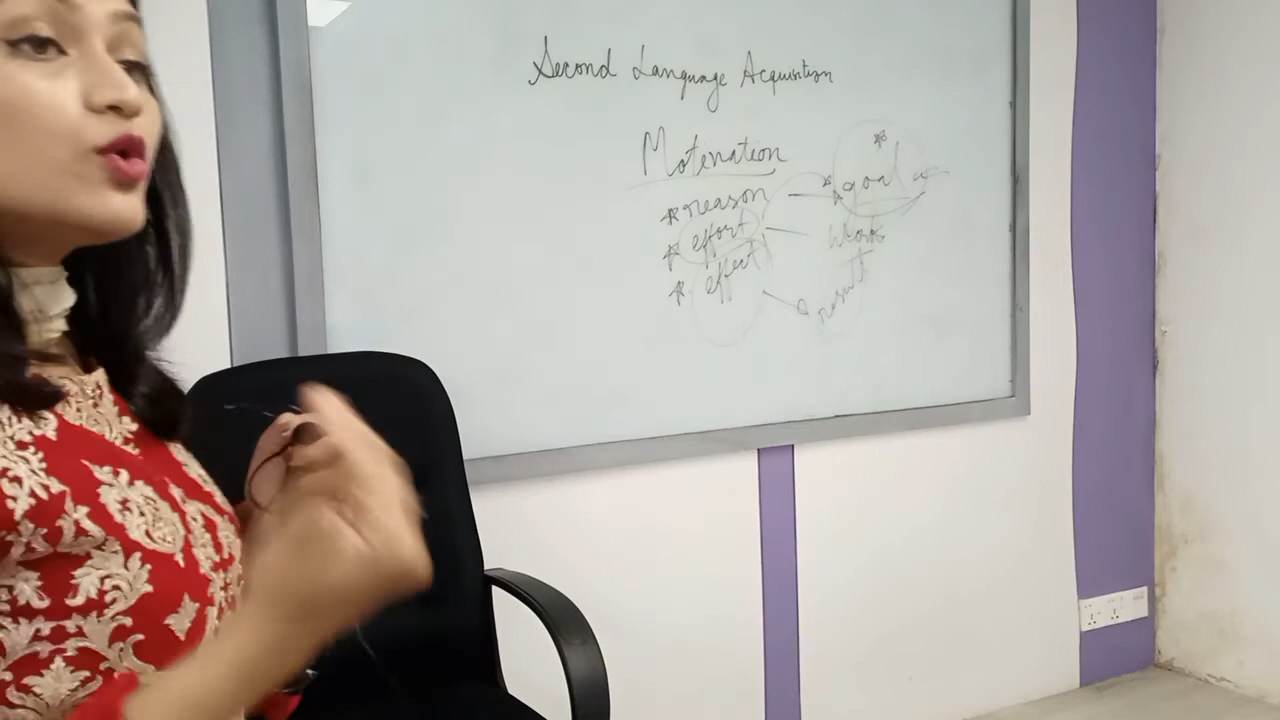 Second Language Acquisition
Motivation
*reason — * goal
* effort — Work
* effect → result